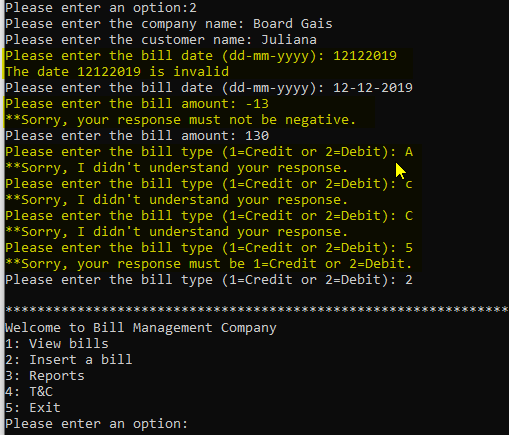 Please enter an option:2
Please enter the company name: Board Gais
Please enter the customer name: Juliana
Please enter the bill date (dd-mm-yyyy): 12122019
The date 12122019 is invalid
Please enter the bill date (dd-mm-yyyy): 12-12-2019
Please enter the bill amount: -13
**Sorry, your response must not be negative.
Please enter the bill amount: 130
Please enter the bill type (1=Credit or 2=Debit): A
**Sorry, I didn't understand your response.
Please enter the bill type (1=Credit or 2=Debit): c
**Sorry, I didn't understand your response.
Please enter the bill type (1=Credit or 2=Debit): C
**Sorry, I didn't understand your response.
Please enter the bill type (1=Credit or 2=Debit): 5
**Sorry, your response must be 1=Credit or 2=Debit.
Please enter the bill type (1=Credit or 2=Debit): 2
***************************************************************
Welcome to Bill Management Company
1: View bills
2: Insert a bill
3: Reports
4: T&C
5: Exit
Please enter an option: